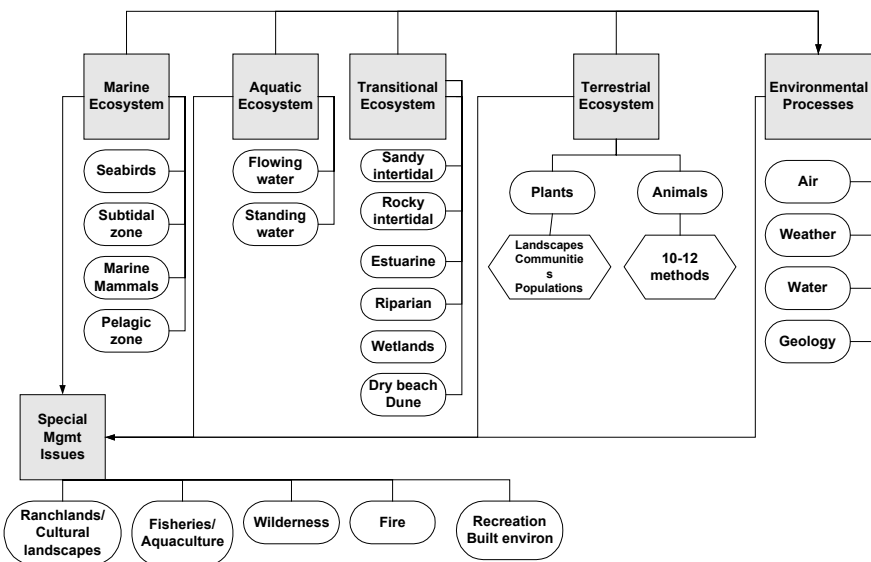 Marine
Ecosystem
Aquatic
Ecosystem
Transitional
Ecosystem
Terrestrial
Ecosystem
Environmental
Processes
Seabirds
Subtidal
zone
Marine
Mammals
Pelagic
zone
Flowing
water
Standing
water
Sandy
intertidal
Rocky
intertidal
Estuarine
Riparian
Wetlands
Dry beach
Dune
Plants
Animals
Landscapes
Communitie
s
Populations
10-12
methods
Air
Weather
Water
Geology
Special
Mgmt
Issues
Ranchlands/
Cultural
landscapes
Fisheries/
Aquaculture
Wilderness
Fire
Recreation
Built environ